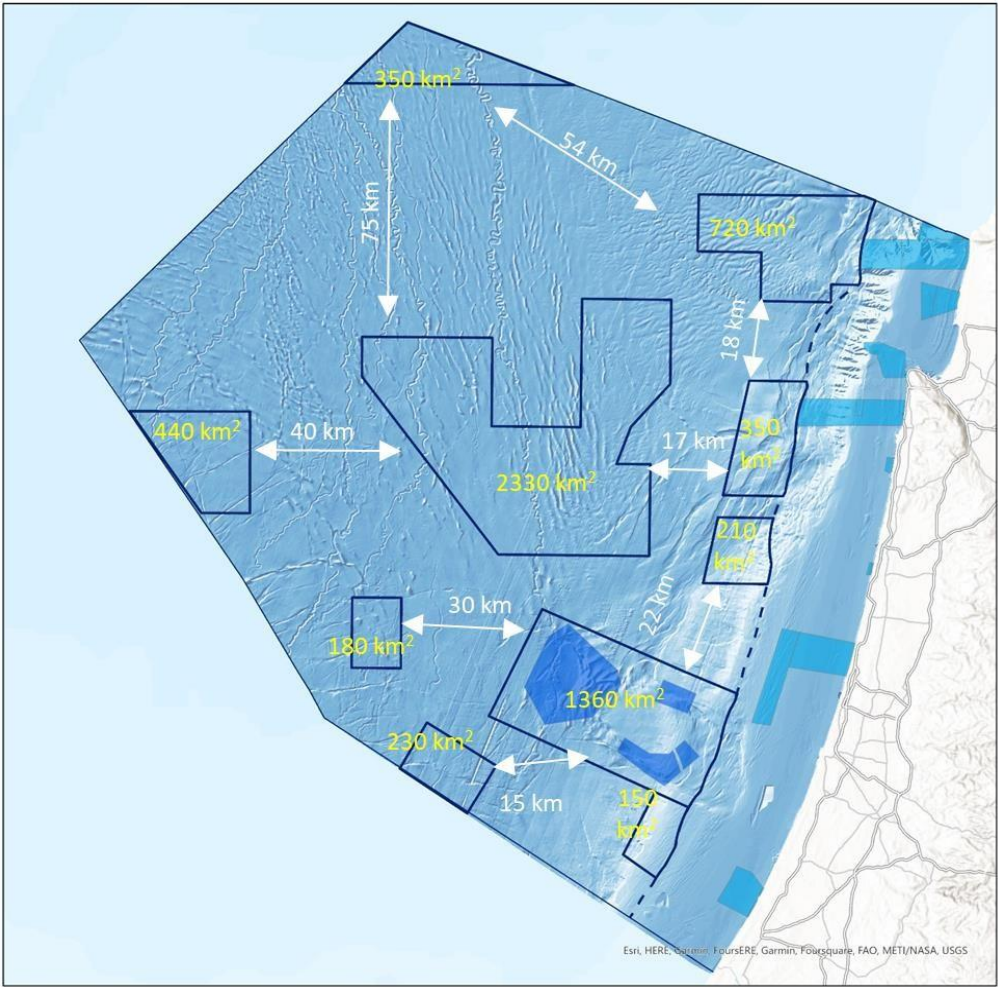 350 km²
54 km
75 km
720 km²
18 km
440 km²
40 km
17 km
350
km²
2330 km²
210
km²
30 km
22 km
180 km²
1360 km²
230 km²
15 km
150
km²
Esri, HERE, Garmin, FoursERE, Garmin, Foursquare, FAO, METI/NASA, USGS